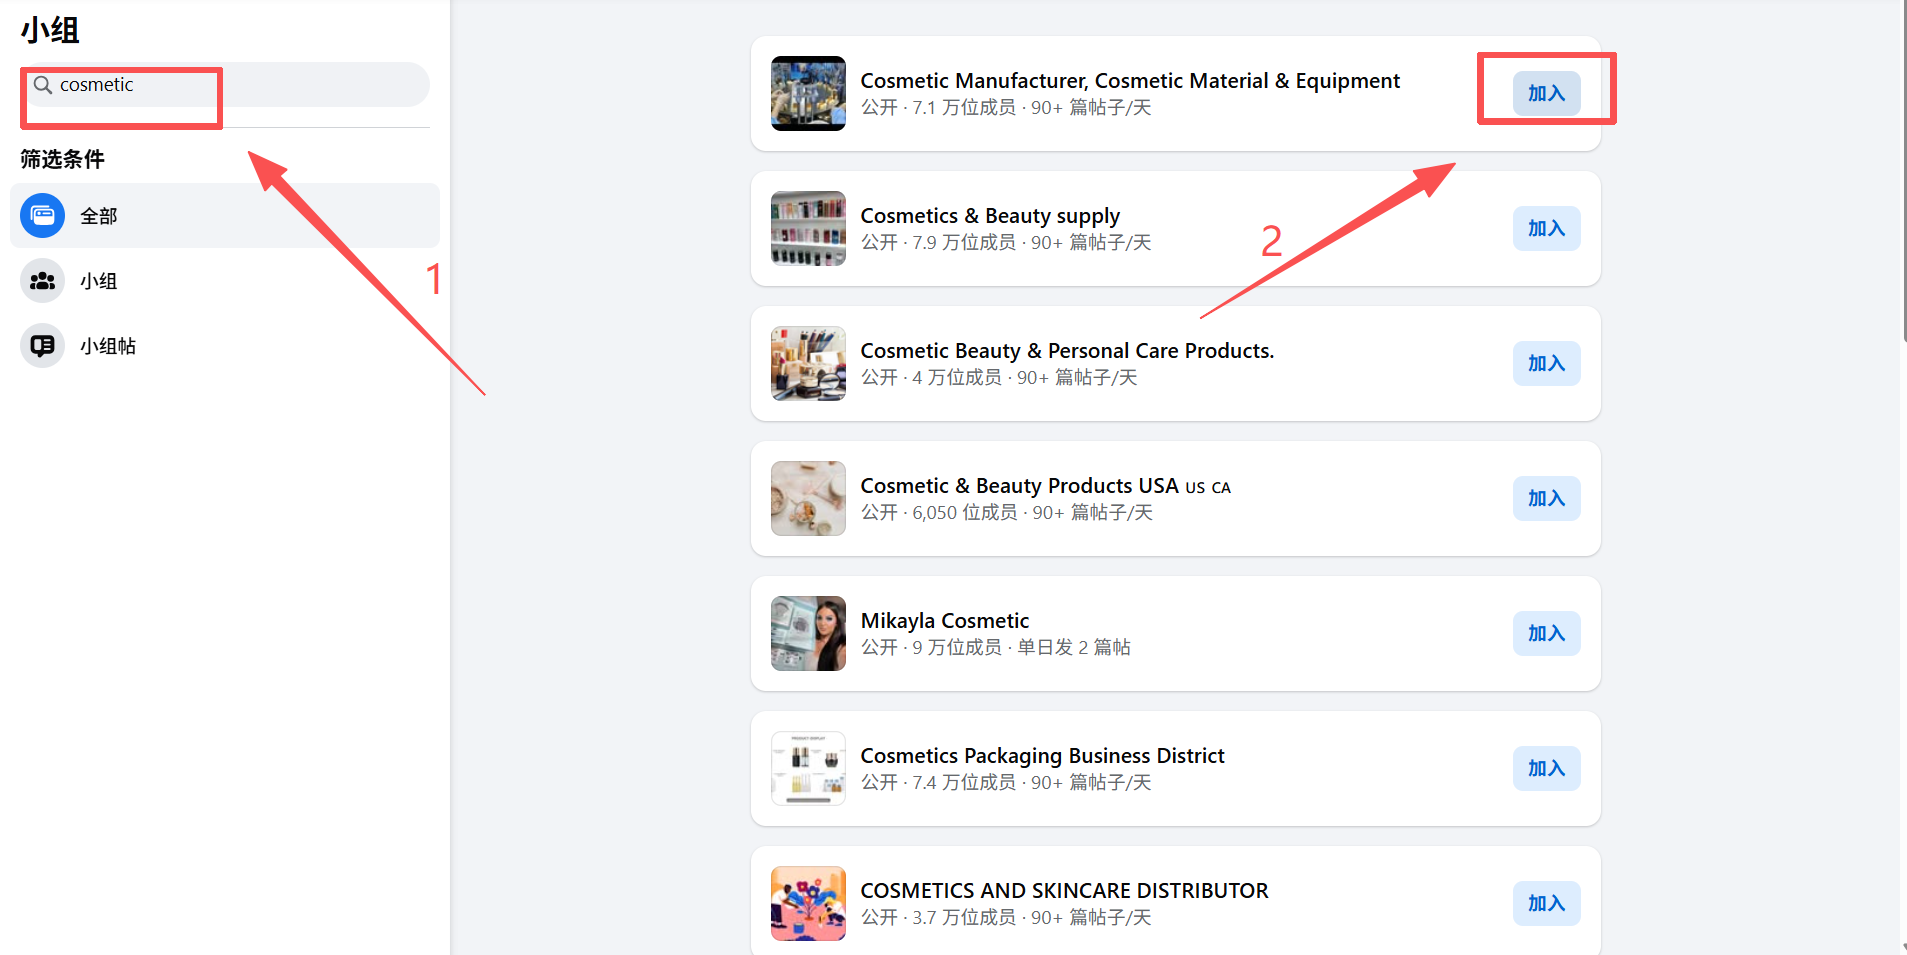 小组
cosmetic
筛选条件
全部
小组
小组帖
1
Cosmetic Manufacturer, Cosmetic Material & Equipment
公开 · 7.1 万位成员 · 90+ 篇帖子/天
加入
2
Cosmetics & Beauty supply
公开 · 7.9 万位成员 · 90+ 篇帖子/天
加入
Cosmetic Beauty & Personal Care Products.
公开 · 4 万位成员 · 90+ 篇帖子/天
加入
Cosmetic & Beauty Products USA US CA
公开 · 6,050 位成员 · 90+ 篇帖子/天
加入
Mikayla Cosmetic
公开 · 9 万位成员 · 单日发 2 篇帖
加入
PRODUCT DISPLAY
Cosmetics Packaging Business District
公开 · 7.4 万位成员 · 90+ 篇帖子/天
加入
COSMETICS AND SKINCARE DISTRIBUTOR
公开 · 3.7 万位成员 · 90+ 篇帖子/天
加入